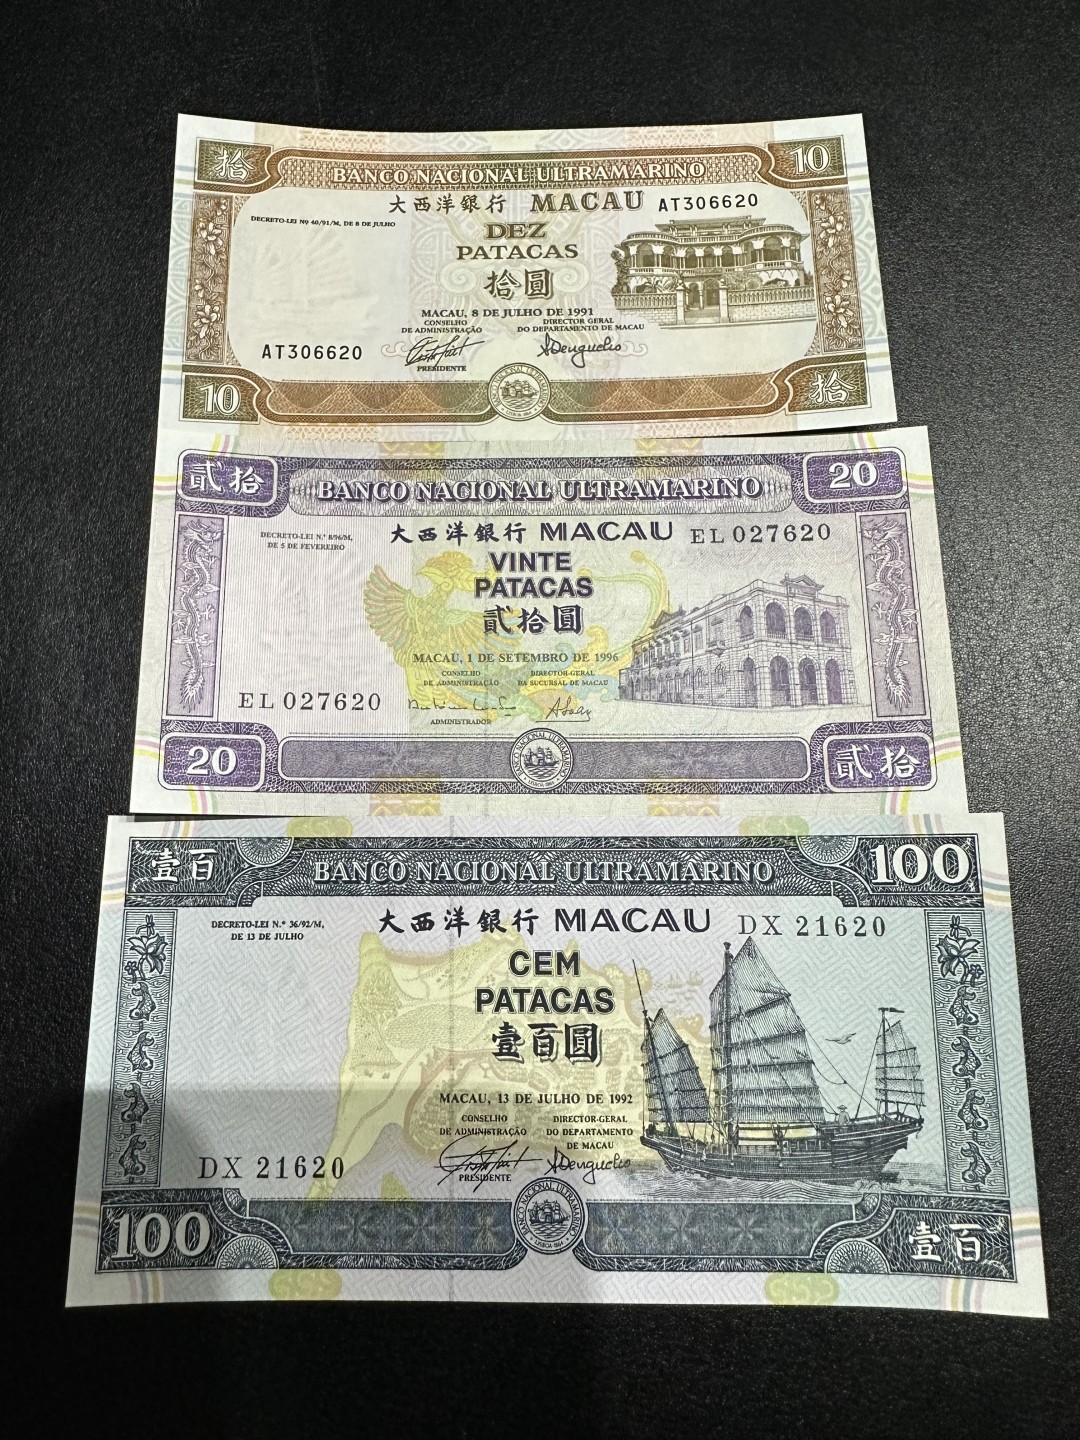 拾
BANCO NACIONAL ULTRAMARINO
10
大西洋銀行 MACAU AT306620
DECRETO-LEI Nº 40/91/M, DE 8 DE JULHO
DEZ
PATACAS
拾圓
MACAU, 8 DE JULHO DE 1991
CONSELHO
DE ADMINISTRAÇÃO
DIRECTOR GERAL
DO DEPARTAMENTO DE MACAU
AT306620
PRESIDENTE
10
拾
貳拾
BANCO NACIONAL ULTRAMARINO
20
大西洋銀行 MACAU EL 027620
DECRETO-LEI N.º 8/96/M,
DE 5 DE FEVEREIRO
VINTE
PATACAS
貳拾圓
MACAU, 1 DE SETEMBRO DE 1996
CONSELHO
DE ADMINISTRAÇÃO
DIRECTOR-GERAL
DA SUCURSAL DE MACAU
EL 027620
ADMINISTRADOR
20
BANCO NACIONAL ULTRAMARINO
貳拾
壹百
BANCO NACIONAL ULTRAMARINO
100
大西洋銀行 MACAU DX 21620
DECRETO-LEI N.º 36/92/M,
DE 13 DE JULHO
CEM
PATACAS
壹百圓
MACAU, 13 DE JULHO DE 1992
CONSELHO
DE ADMINISTRAÇÃO
DIRECTOR-GERAL
DO DEPARTAMENTO
DE MACAU
DX 21620
PRESIDENTE
100
BANCO NACIONAL ULTRAMARINO
壹百